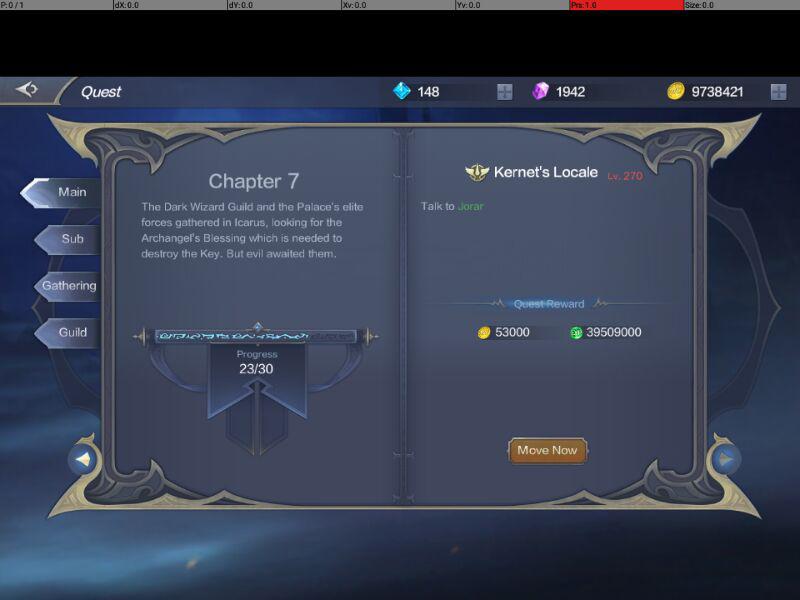 P: 0 / 1 dX: 0.0 dY: 0.0 Xv: 0.0 Yv: 0.0 Prs: 1.0 Size: 0.0
Quest 148 1942 9738421
Main
Sub
Gathering
Guild
Chapter 7
The Dark Wizard Guild and the Palace's elite
forces gathered in Icarus, looking for the
Archangel's Blessing which is needed to
destroy the Key. But evil awaited them.
Progress
23/30
Kernet's Locale Lv. 270
Talk to Jorar
Quest Reward
53000 39509000
Move Now